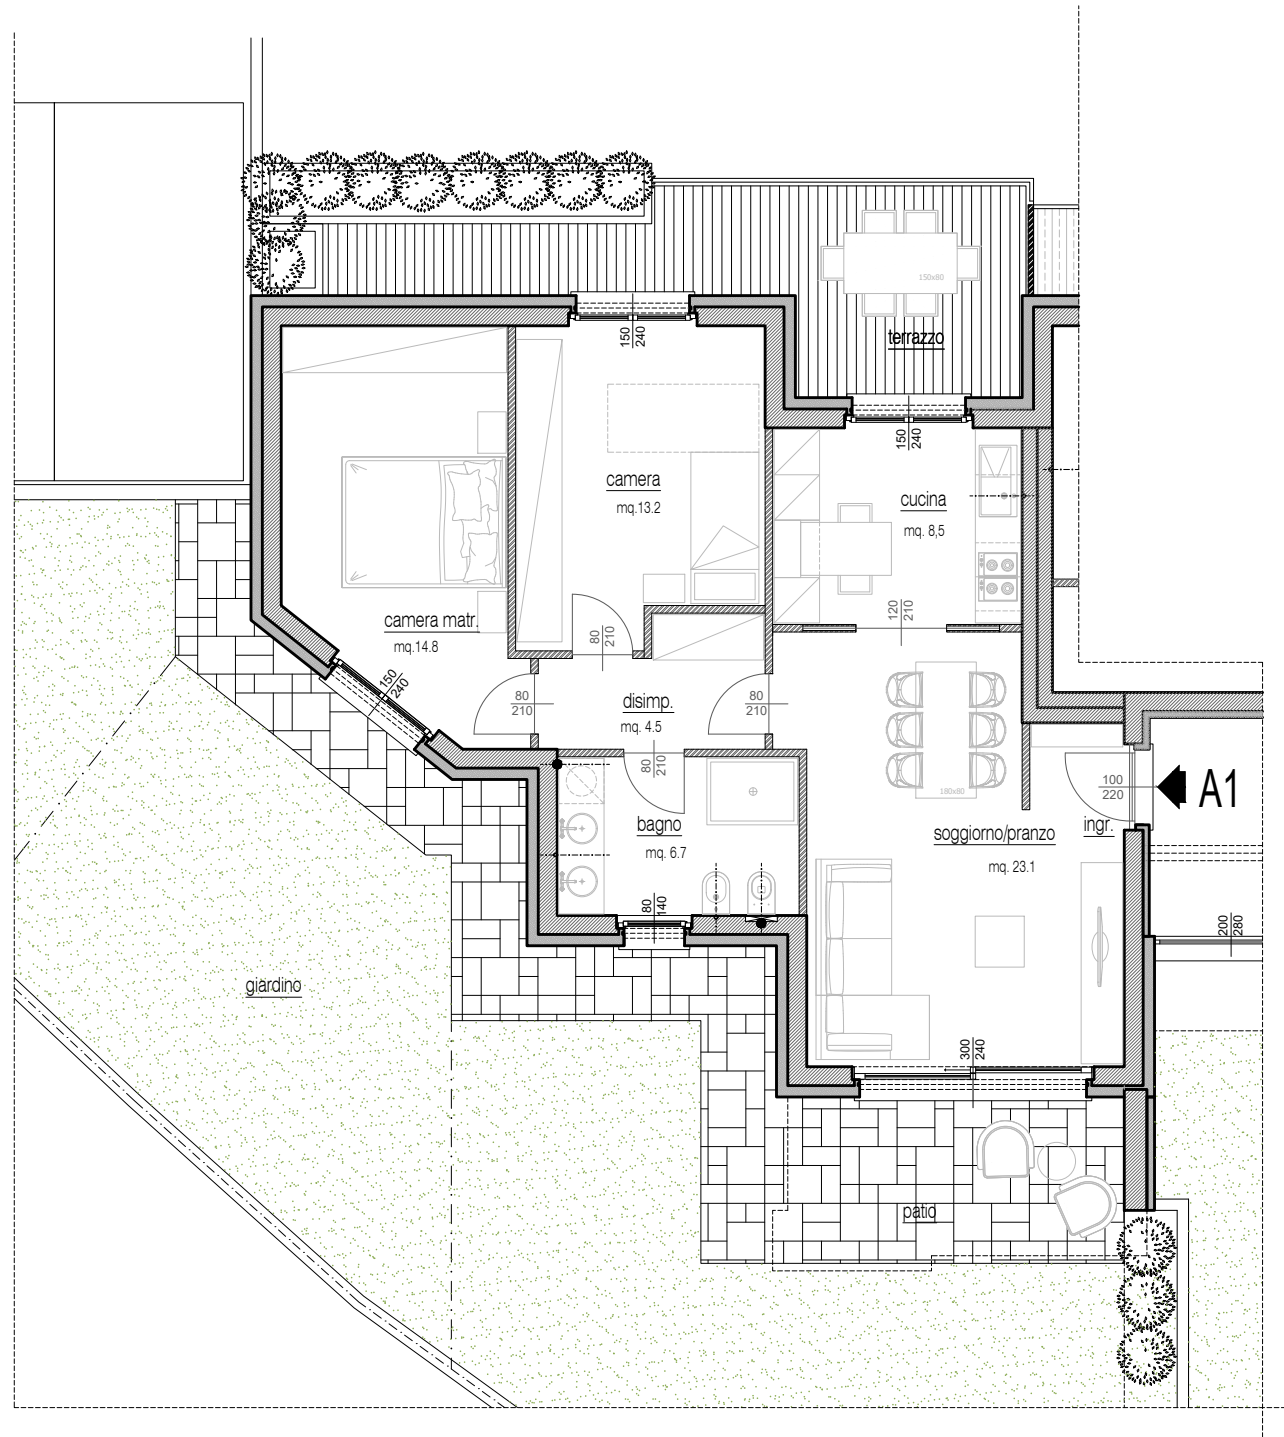 150x80
terrazzo
150
240
150
240
camera
mq.13.2
cucina
mq. 8,5
120
210
camera matr.
mq.14.8
80
210
150
240
80
210
disimp.
mq. 4.5
80
210
80
210
180x80
100
220
A1
bagno
mq. 6.7
soggiorno/pranzo
mq. 23.1
ingr.
80
140
200
280
giardino
300
240
patio